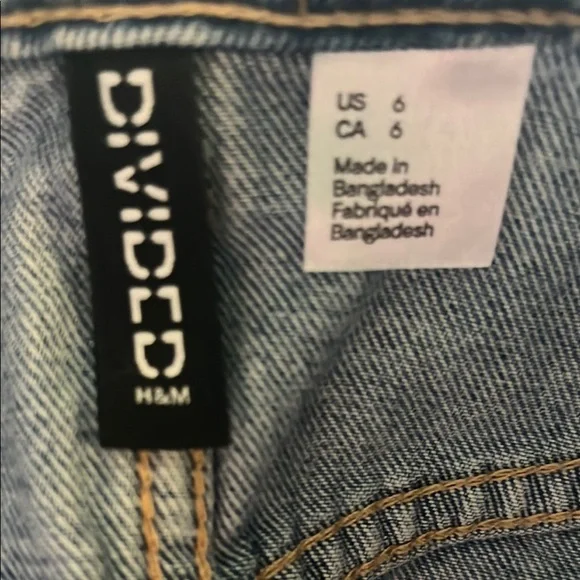 DIVIDED
H&M
US 6
CA 6
Made in
Bangladesh
Fabriqué en
Bangladesh